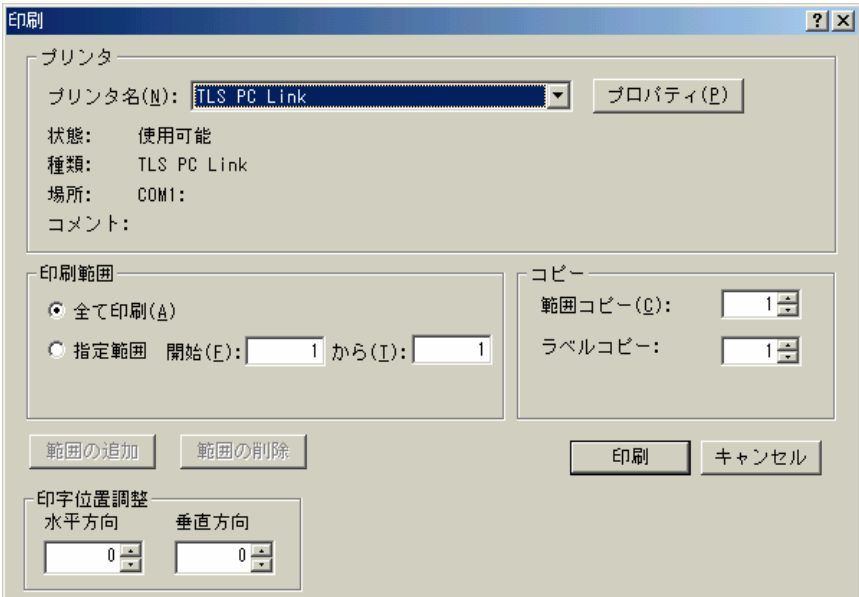 印刷
プリンタ
プリンタ名(N): TLS PC Link プロパティ(P)
状態: 使用可能
種類: TLS PC Link
場所: COM1:
コメント:
印刷範囲
全て印刷(A)
指定範囲 開始(F): 1 から(T): 1
コピー
範囲コピー(C): 1
ラベルコピー: 1
範囲の追加 範囲の削除
印刷 キャンセル
印字位置調整
水平方向 垂直方向
0 0